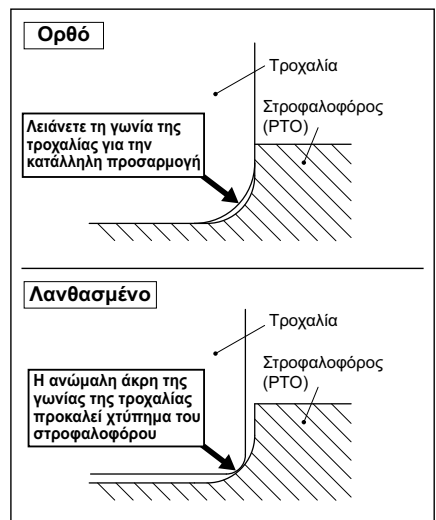 Ορθό
Τροχαλία
Στροφαλοφόρος
(PTO)
Λειάνετε τη γωνία της
τροχαλίας για την
κατάλληλη προσαρμογή
Λανθασμένο
Τροχαλία
Στροφαλοφόρος
(PTO)
Η ανώμαλη άκρη της
γωνίας της τροχαλίας
προκαλεί χτύπημα του
στροφαλοφόρου